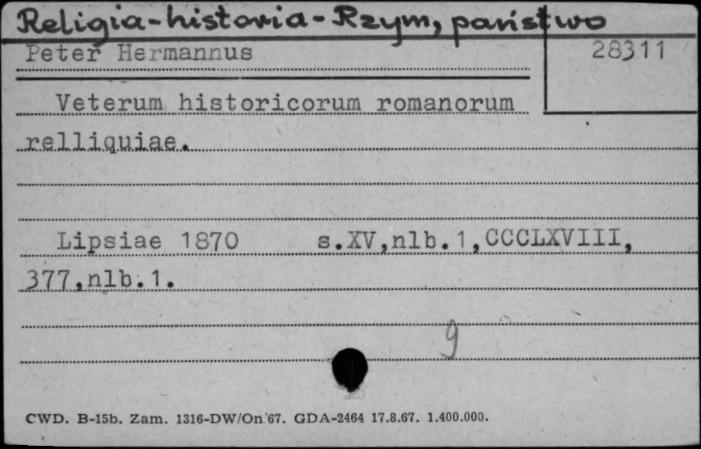 Religia-historia-Rzym, państwo
Peter Hermannus 28311
Veterum historicorum romanorum
relliquiae.
Lipsiae 1870 s.XV,nlb.1,CCCLXVIII,
377,nlb.1.
9
CWD. B-15b. Zam. 1316-DW/On 67. GDA-2464 17.8.67. 1.400.000.